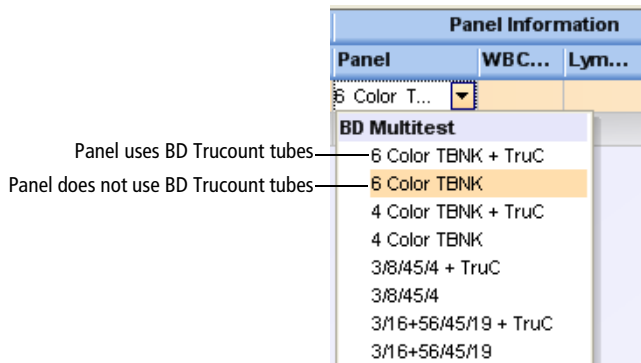 Panel Information
Panel WBC... Lym...
6 Color T...
BD Multitest
Panel uses BD Trucount tubes 6 Color TBNK + TruC
Panel does not use BD Trucount tubes 6 Color TBNK
4 Color TBNK + TruC
4 Color TBNK
3/8/45/4 + TruC
3/8/45/4
3/16+56/45/19 + TruC
3/16+56/45/19